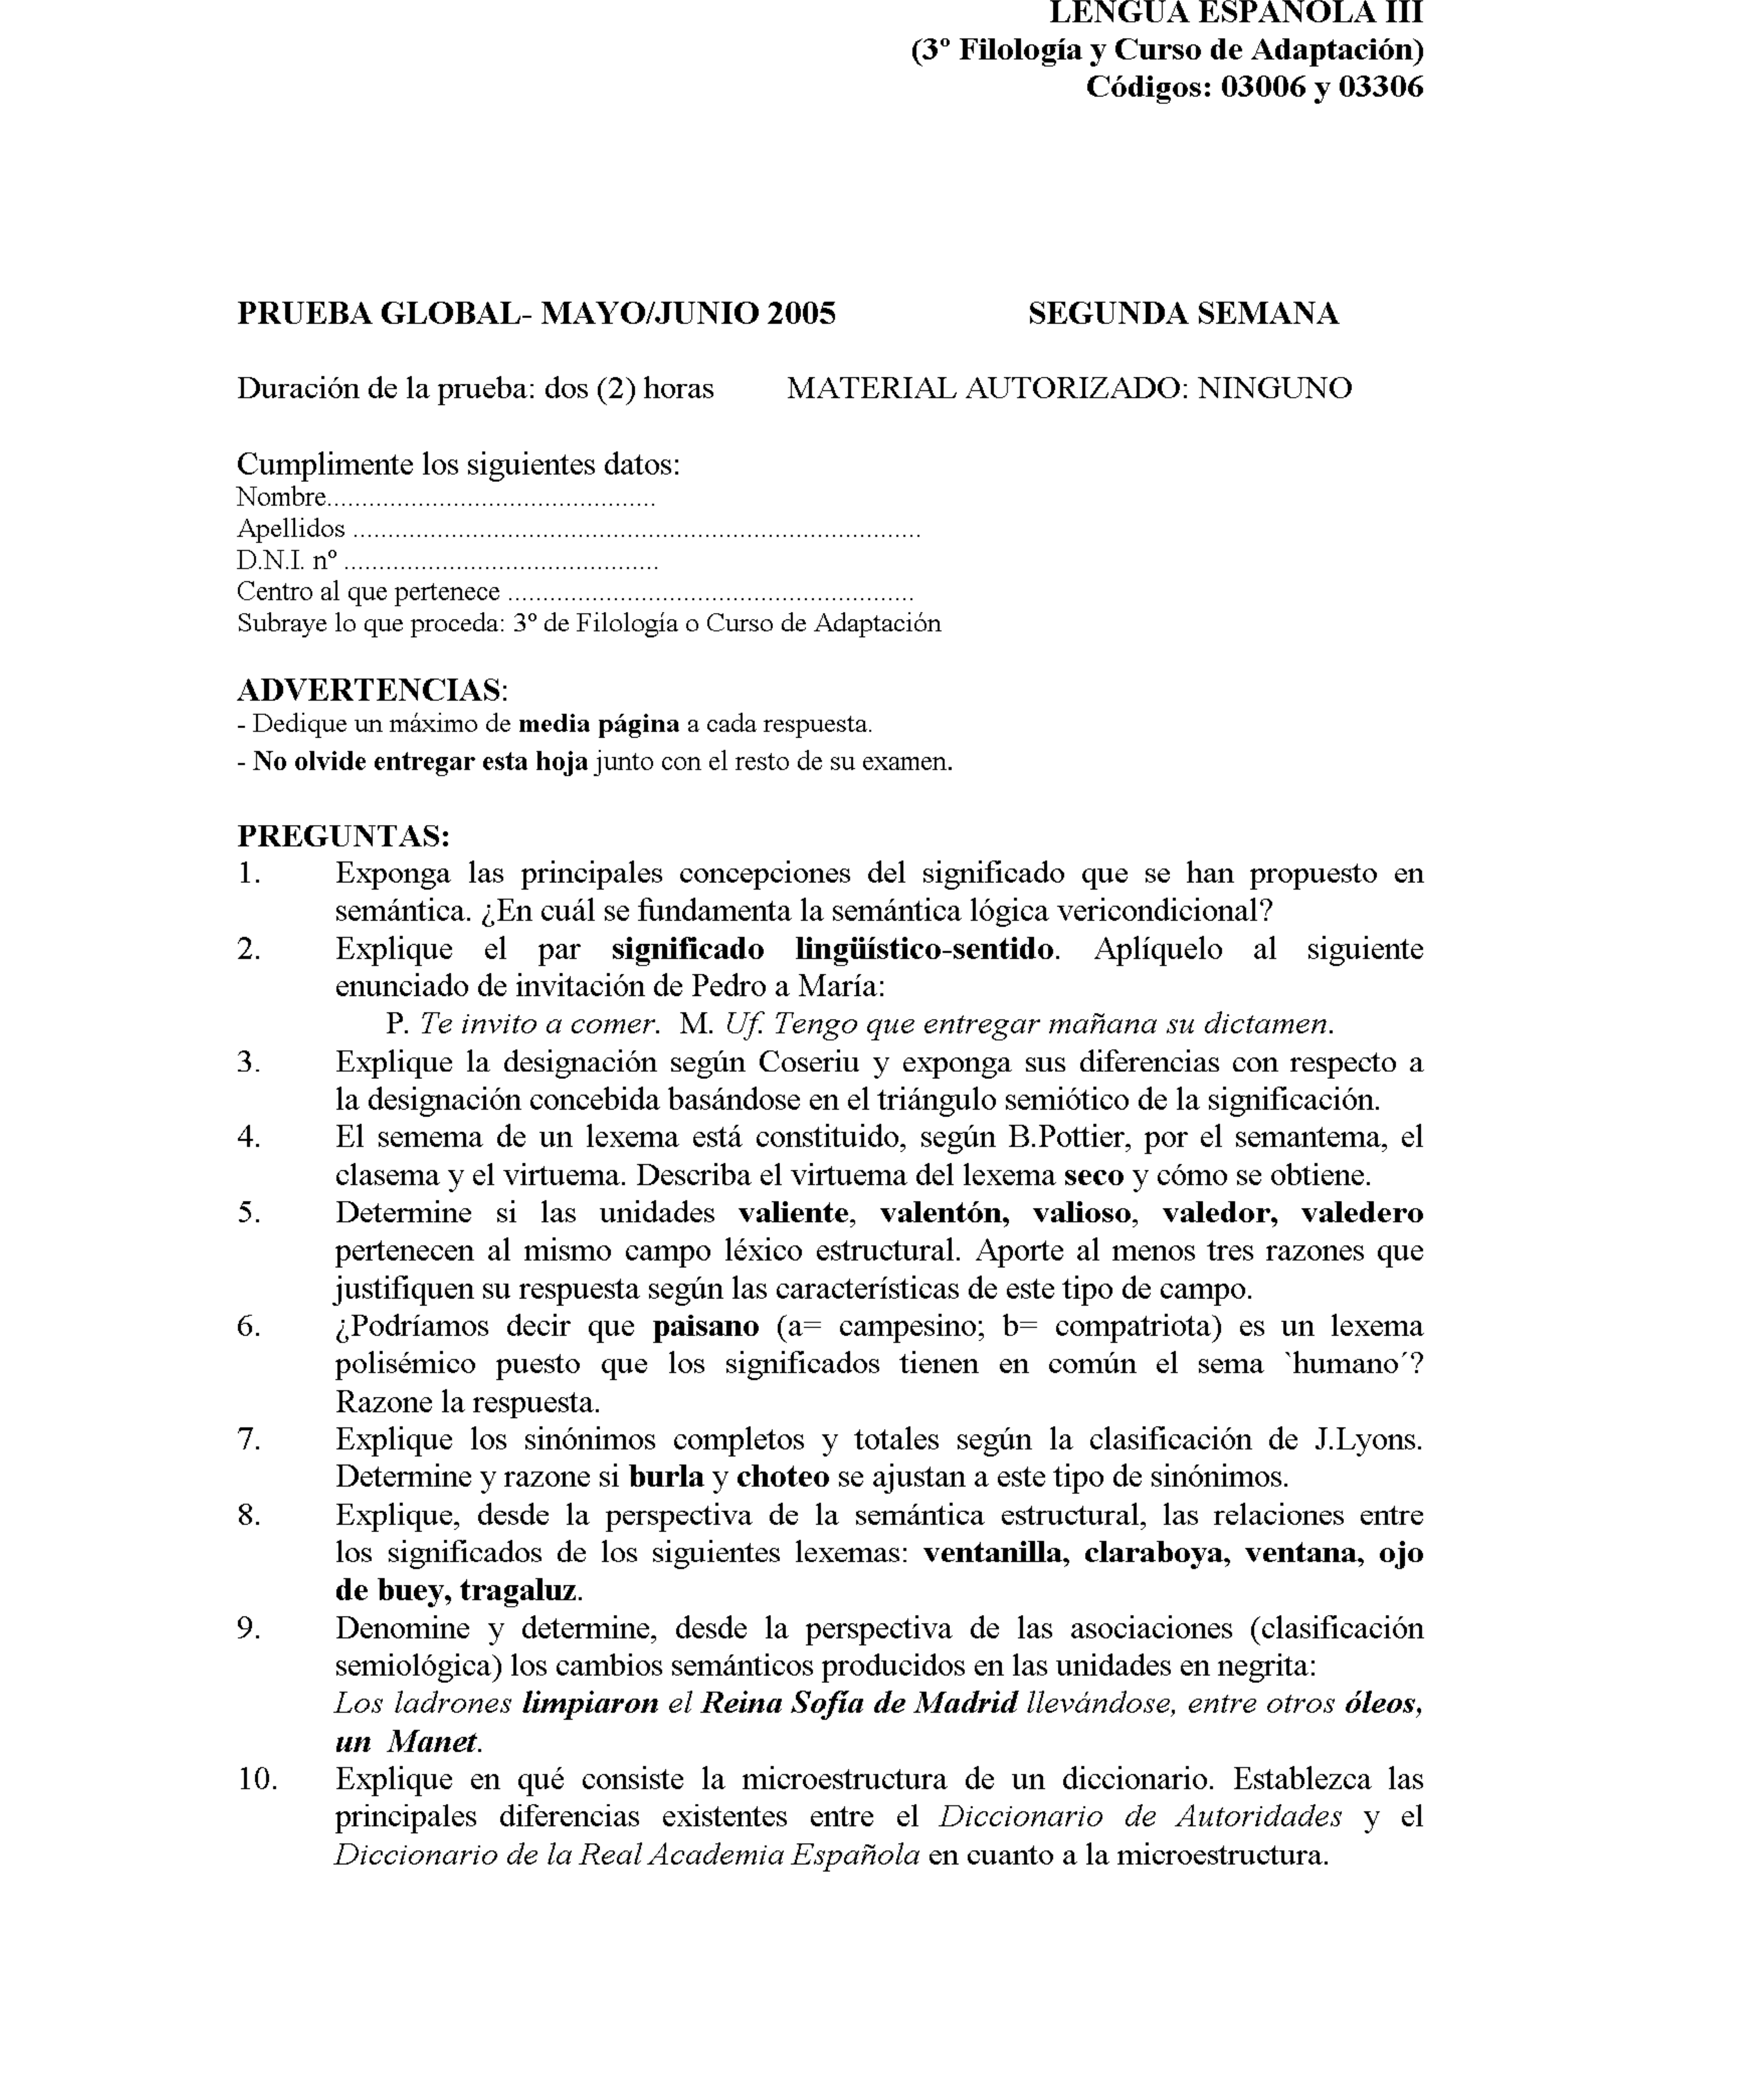 LENGUA ESPAÑOLA III
(3º Filología y Curso de Adaptación)
Códigos: 03006 y 03306
PRUEBA GLOBAL- MAYO/JUNIO 2005 SEGUNDA SEMANA
Duración de la prueba: dos (2) horas MATERIAL AUTORIZADO: NINGUNO
Cumplimente los siguientes datos:
Nombre...............................................
Apellidos .................................................................................
D.N.I. nº .............................................
Centro al que pertenece ..........................................................
Subraye lo que proceda: 3º de Filología o Curso de Adaptación
ADVERTENCIAS:
- Dedique un máximo de media página a cada respuesta.
- No olvide entregar esta hoja junto con el resto de su examen.
PREGUNTAS:
1. Exponga las principales concepciones del significado que se han propuesto en
semántica. ¿En cuál se fundamenta la semántica lógica vericondicional?
2. Explique el par significado lingüístico-sentido. Aplíquelo al siguiente
enunciado de invitación de Pedro a María:
P. Te invito a comer. M. Uf. Tengo que entregar mañana su dictamen.
3. Explique la designación según Coseriu y exponga sus diferencias con respecto a
la designación concebida basándose en el triángulo semiótico de la significación.
4. El semema de un lexema está constituido, según B.Pottier, por el semantema, el
clasema y el virtuema. Describa el virtuema del lexema seco y cómo se obtiene.
5. Determine si las unidades valiente, valentón, valioso, valedor, valedero
pertenecen al mismo campo léxico estructural. Aporte al menos tres razones que
justifiquen su respuesta según las características de este tipo de campo.
6. ¿Podríamos decir que paisano (a= campesino; b= compatriota) es un lexema
polisémico puesto que los significados tienen en común el sema `humano´?
Razone la respuesta.
7. Explique los sinónimos completos y totales según la clasificación de J.Lyons.
Determine y razone si burla y choteo se ajustan a este tipo de sinónimos.
8. Explique, desde la perspectiva de la semántica estructural, las relaciones entre
los significados de los siguientes lexemas: ventanilla, claraboya, ventana, ojo
de buey, tragaluz.
9. Denomine y determine, desde la perspectiva de las asociaciones (clasificación
semiológica) los cambios semánticos producidos en las unidades en negrita:
Los ladrones limpiaron el Reina Sofía de Madrid llevándose, entre otros óleos,
un Manet.
10. Explique en qué consiste la microestructura de un diccionario. Establezca las
principales diferencias existentes entre el Diccionario de Autoridades y el
Diccionario de la Real Academia Española en cuanto a la microestructura.